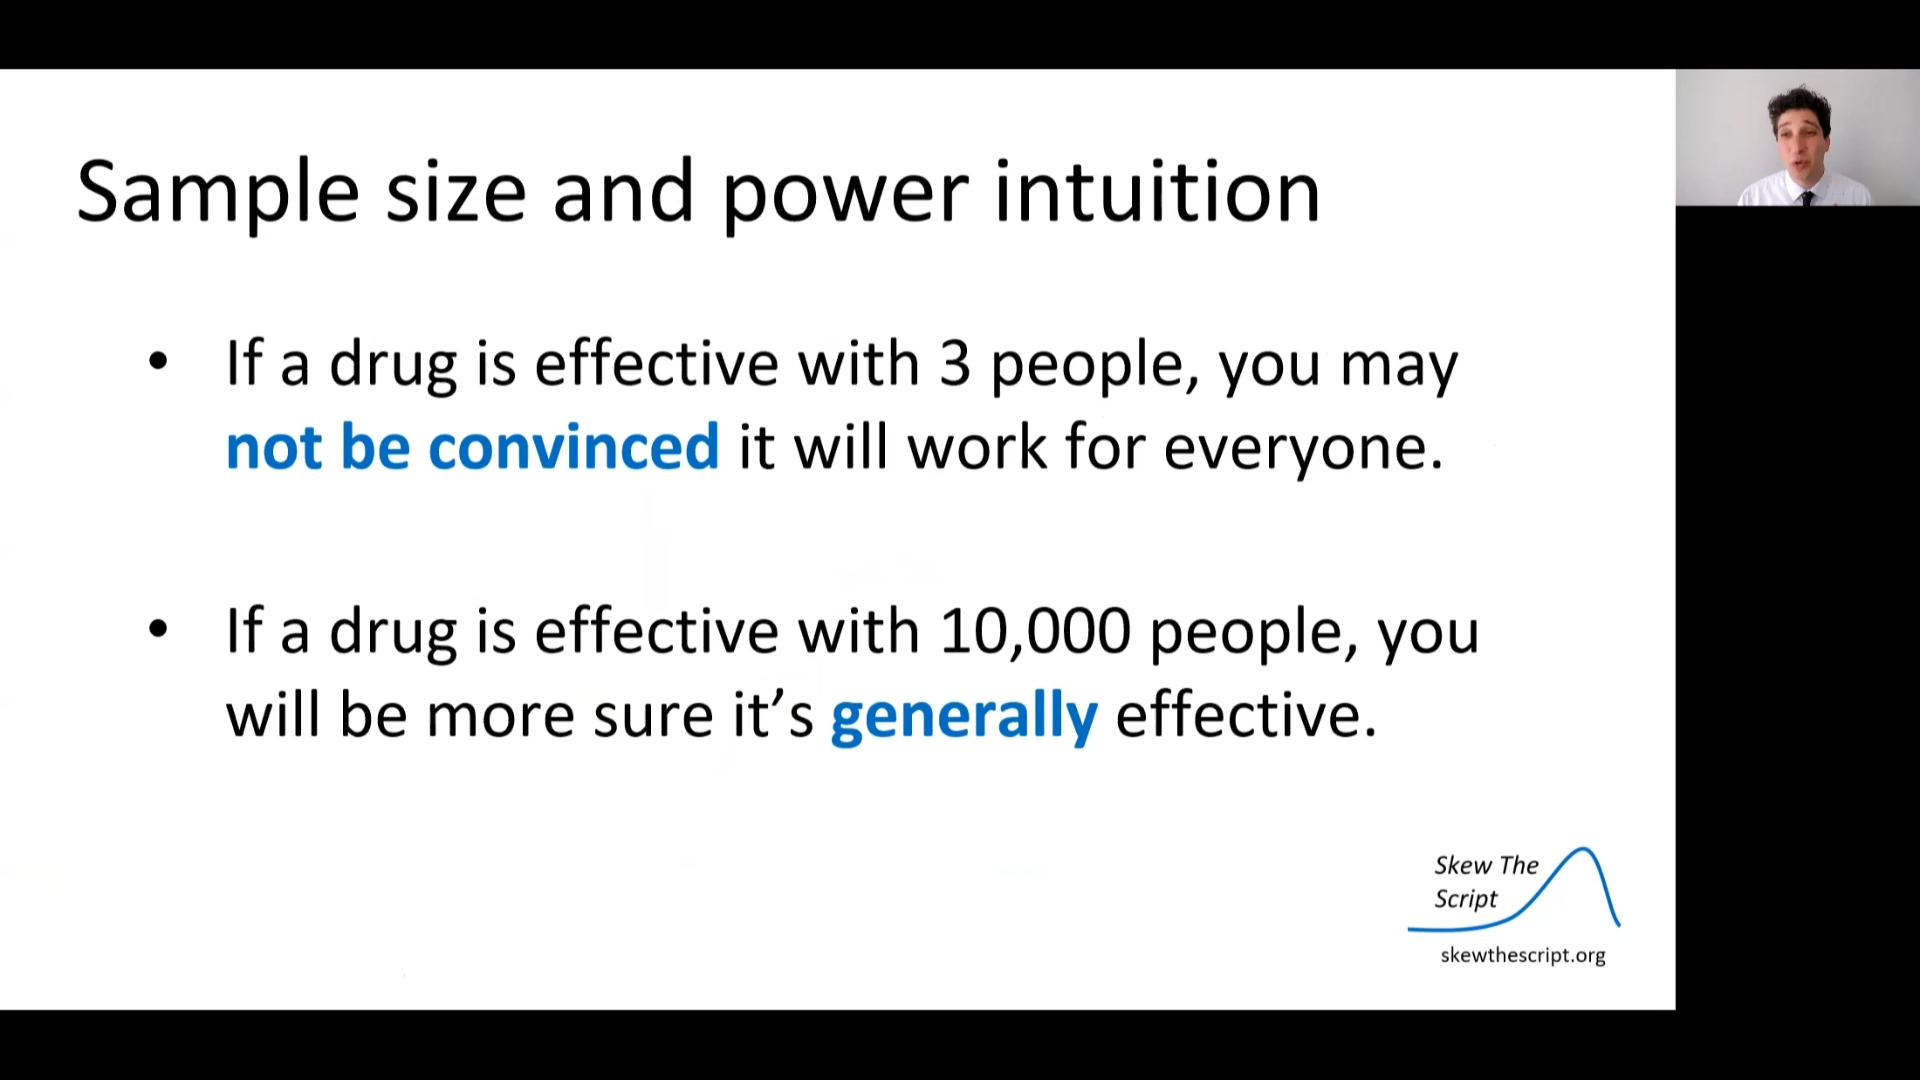 Sample size and power intuition
• If a drug is effective with 3 people, you may
not be convinced it will work for everyone.
• If a drug is effective with 10,000 people, you
will be more sure it’s generally effective.
Skew The
Script
skewthescript.org